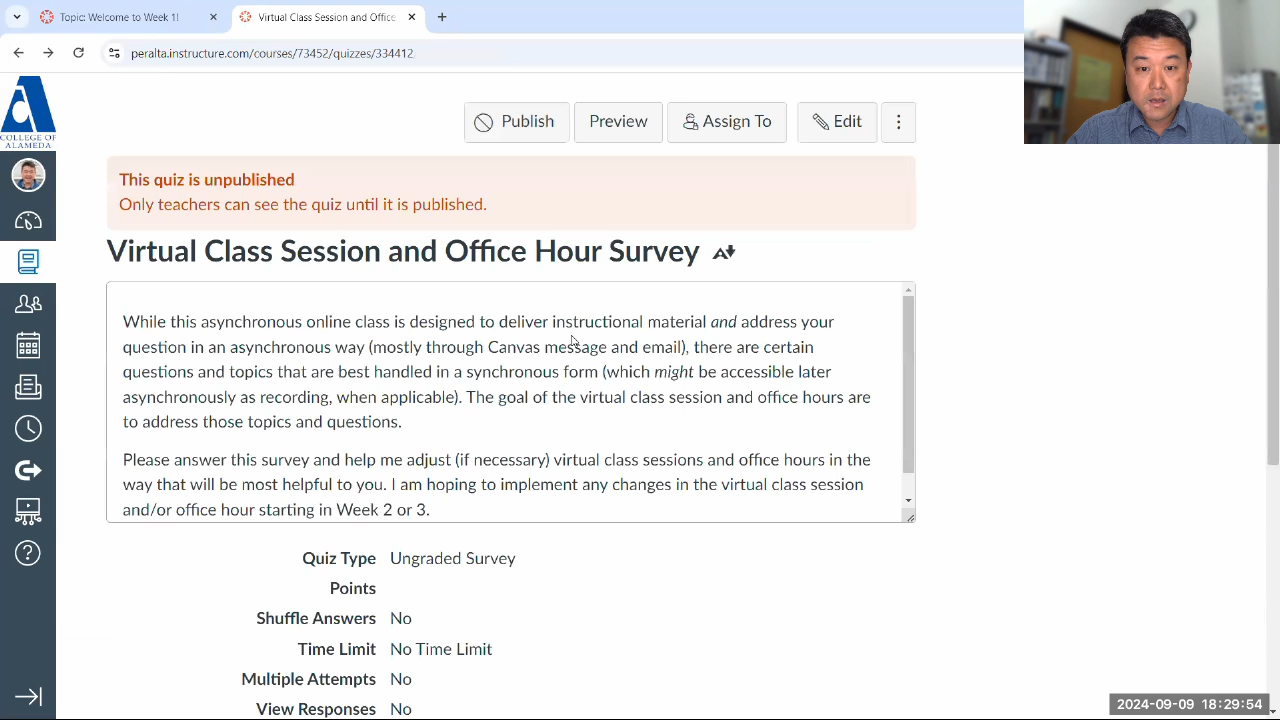 Topic: Welcome to Week 1!
Virtual Class Session and Office
peralta.instructure.com/courses/73452/quizzes/334412
COLLEGE OF
ALAMEDA
Publish
Preview
Assign To
Edit
This quiz is unpublished
Only teachers can see the quiz until it is published.
Virtual Class Session and Office Hour Survey
While this asynchronous online class is designed to deliver instructional material and address your
question in an asynchronous way (mostly through Canvas message and email), there are certain
questions and topics that are best handled in a synchronous form (which might be accessible later
asynchronously as recording, when applicable). The goal of the virtual class session and office hours are
to address those topics and questions.
Please answer this survey and help me adjust (if necessary) virtual class sessions and office hours in the
way that will be most helpful to you. I am hoping to implement any changes in the virtual class session
and/or office hour starting in Week 2 or 3.
Quiz Type Ungraded Survey
Points
Shuffle Answers No
Time Limit No Time Limit
Multiple Attempts No
View Responses No
2024-09-09 18:29:54